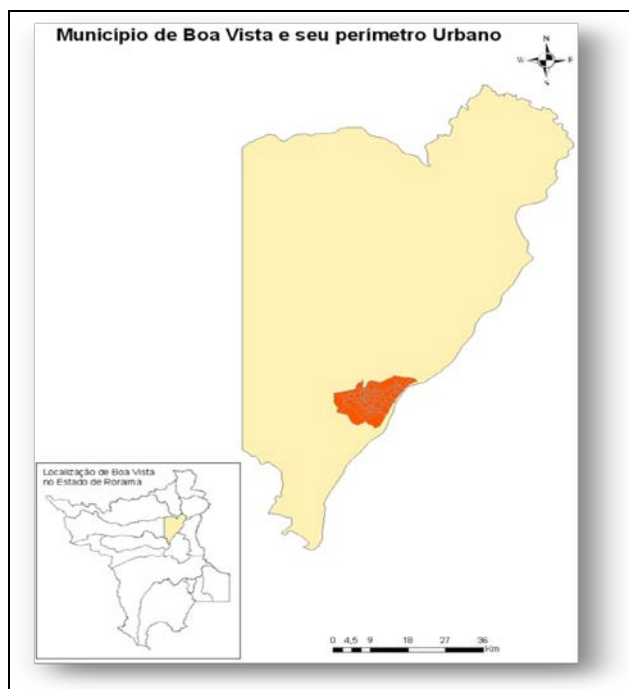 Município de Boa Vista e seu perímetro Urbano
N
W E
S
Localização de Boa Vista
no Estado de Roraima
0 4,5 9 18 27 36
Km